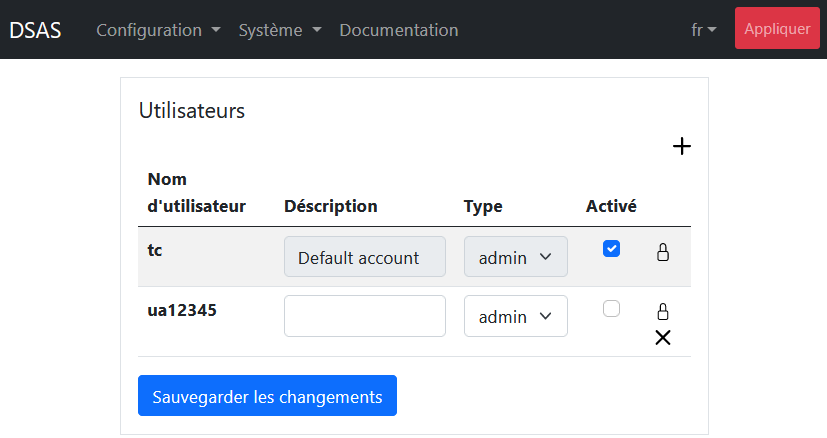 DSAS Configuration Système Documentation fr Appliquer
Utilisateurs
Nom
d'utilisateur Déscription Type Activé
tc Default account admin
ua12345 admin
Sauvegarder les changements